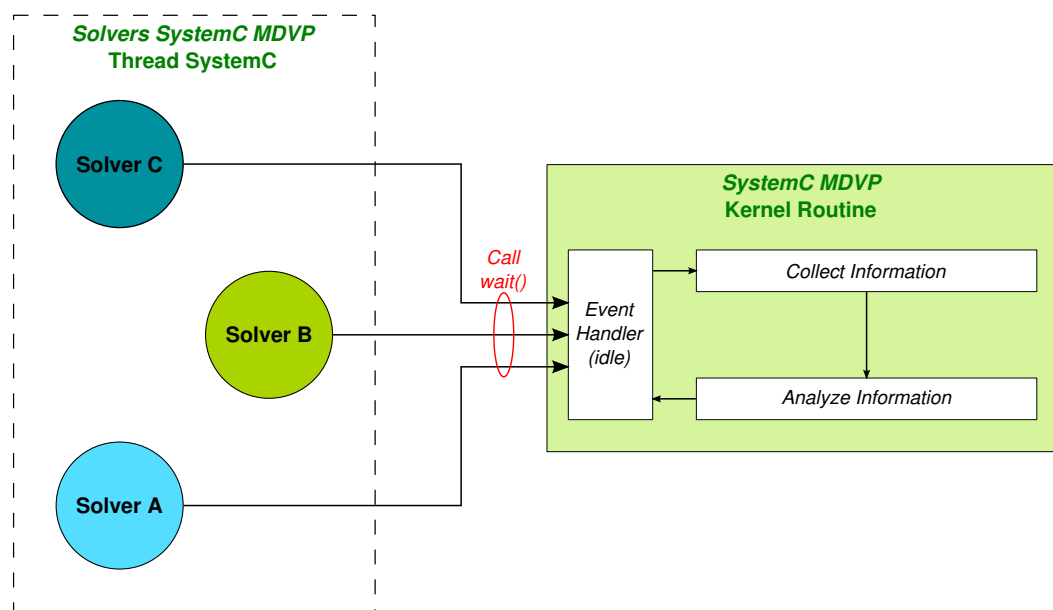 Solvers SystemC MDVP
Thread SystemC
Solver C
Solver B
Solver A
Call
wait()
SystemC MDVP
Kernel Routine
Event
Handler
(idle)
Collect Information
Analyze Information